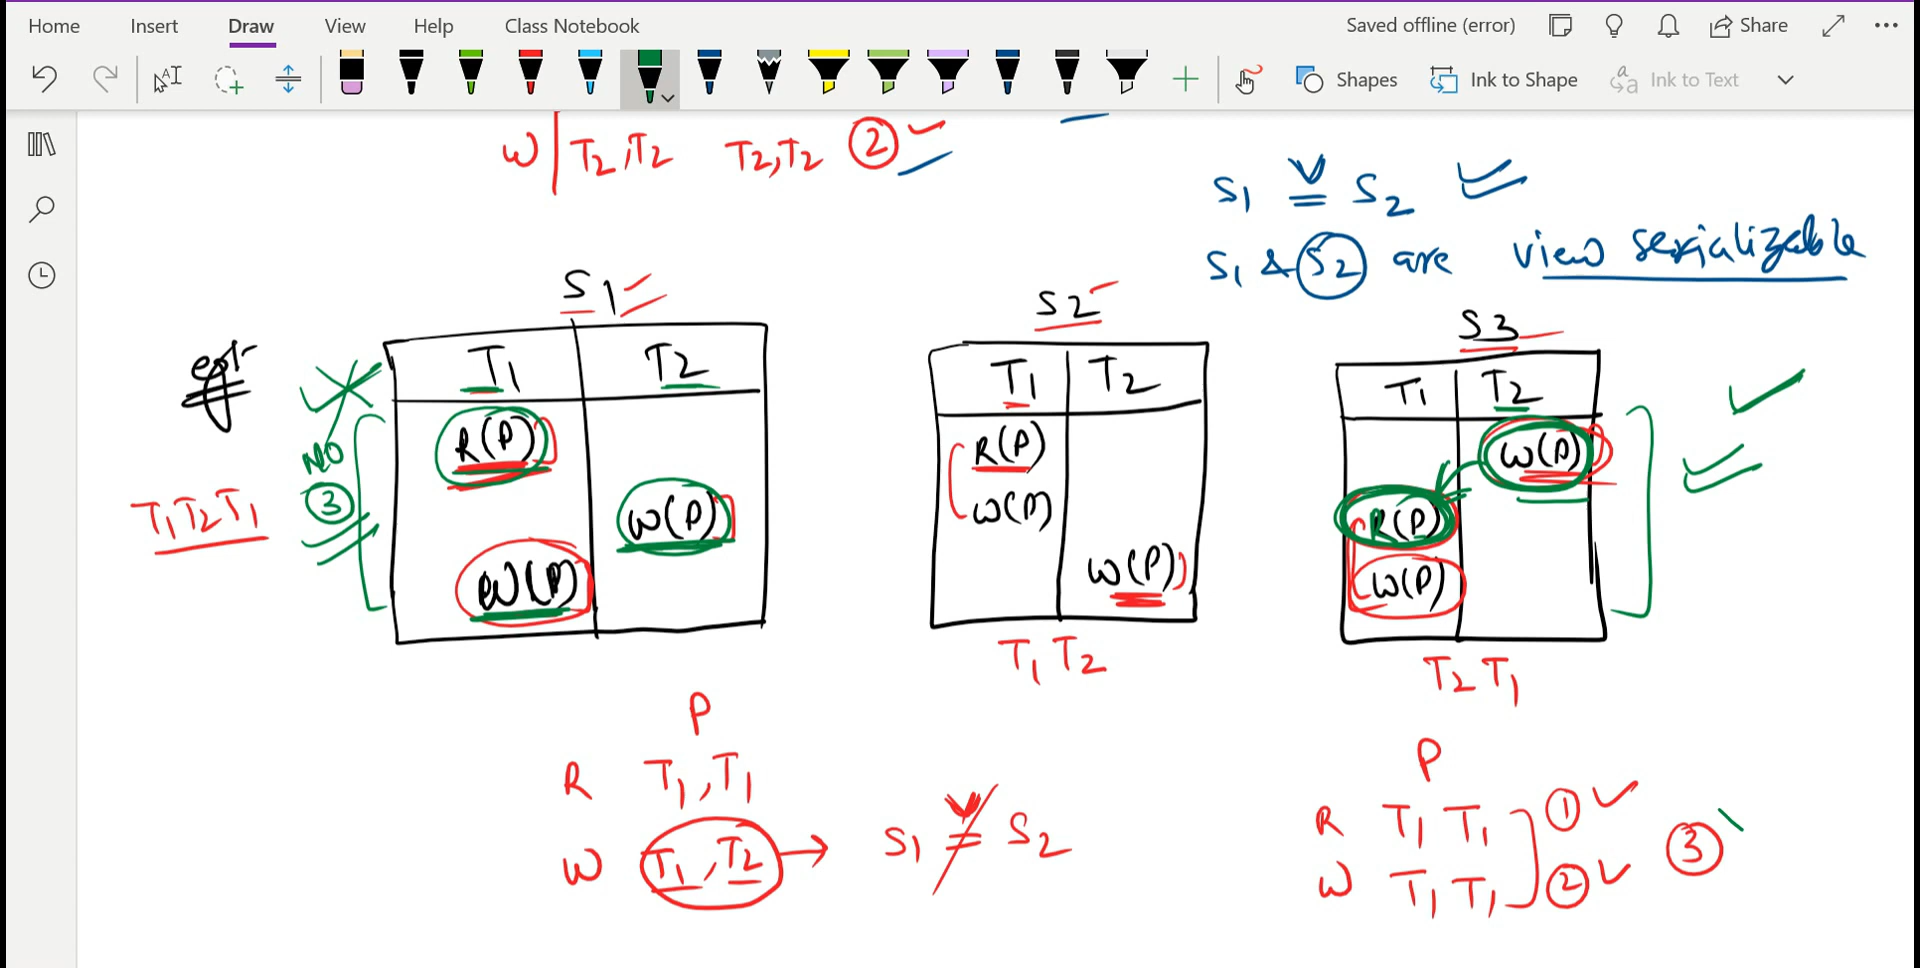 Home Insert Draw View Help Class Notebook
Saved offline (error) Share
Shapes Ink to Shape Ink to Text
W | T2, T2 T2, T2 ②
S1 ≅ S2
S1 & S2 are view serializable
S1
S2
S3
T1 T2
T1 T2
T1 T2
NO
③
T1 T2 T1
R(P)
W(P)
W(P)
R(P)
W(P)
W(P)
W(P)
R(P)
W(P)
T1 T2
T2 T1
P
R T1, T1
W T1, T2 → S1 ≠ S2
P
R T1 T1 ①
W T1 T1 ②
③